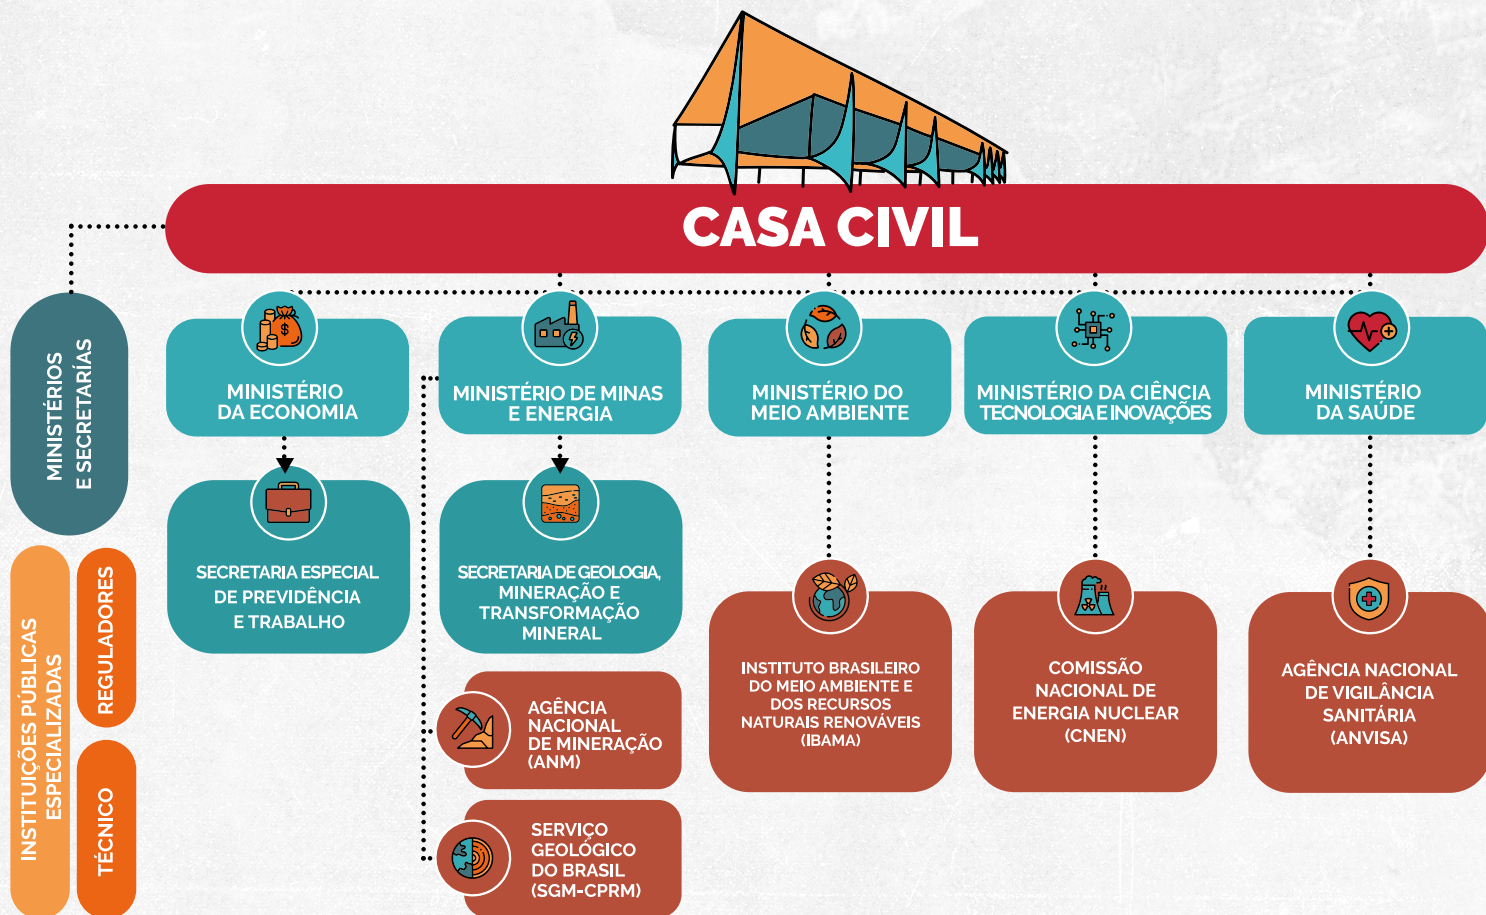 CASA CIVIL
MINISTÉRIOS
E SECRETARÍAS
MINISTÉRIO
DA ECONOMIA
MINISTÉRIO DE MINAS
E ENERGIA
MINISTÉRIO DO
MEIO AMBIENTE
MINISTÉRIO DA CIÊNCIA
TECNOLOGIA E INOVAÇÕES
MINISTÉRIO
DA SAÚDE
SECRETARIA ESPECIAL
DE PREVIDÊNCIA
E TRABALHO
SECRETARIA DE GEOLOGIA,
MINERAÇÃO E
TRANSFORMAÇÃO
MINERAL
INSTITUIÇÕES PÚBLICAS
ESPECIALIZADAS
REGULADORES
TÉCNICO
AGÊNCIA
NACIONAL
DE MINERAÇÃO
(ANM)
SERVIÇO
GEOLÓGICO
DO BRASIL
(SGM-CPRM)
INSTITUTO BRASILEIRO
DO MEIO AMBIENTE E
DOS RECURSOS
NATURAIS RENOVÁVEIS
(IBAMA)
COMISSÃO
NACIONAL DE
ENERGIA NUCLEAR
(CNEN)
AGÊNCIA NACIONAL
DE VIGILÂNCIA
SANITÁRIA
(ANVISA)